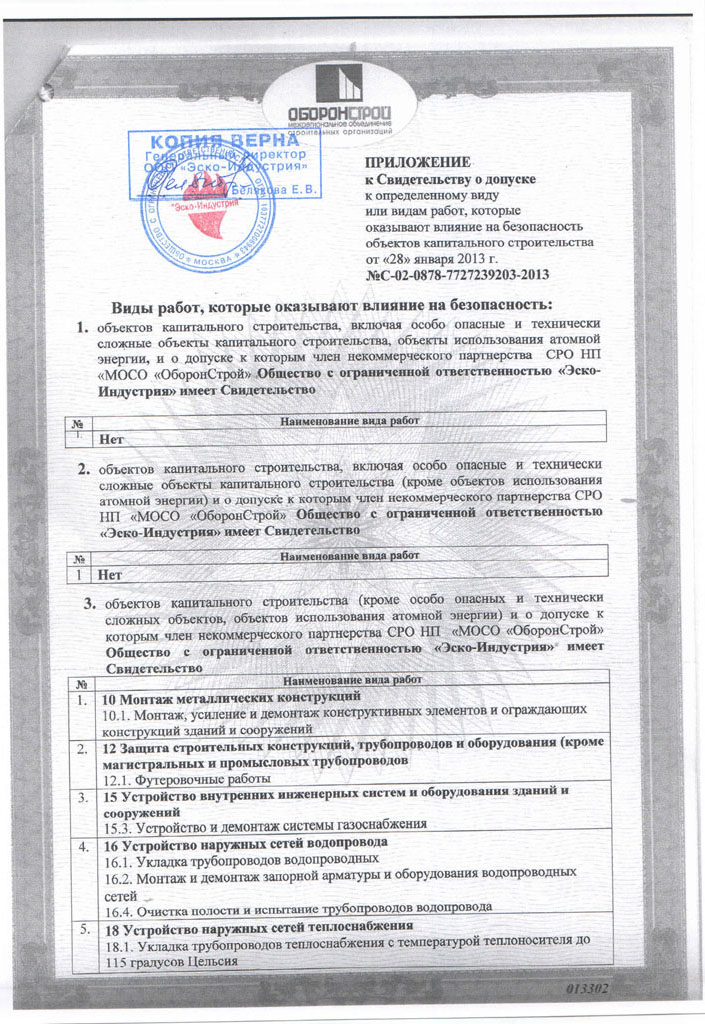 ОБОРОНСТРОЙ
межрегиональное объединение
строительных организаций
КОПИЯ ВЕРНА
Генеральный директор
ООО «Эско-Индустрия»
Белякова Е.В.
"Эско-Индустрия"
* МОСКВА *
ПРИЛОЖЕНИЕ
к Свидетельству о допуске
к определенному виду
или видам работ, которые
оказывают влияние на безопасность
объектов капитального строительства
от «28» января 2013 г.
№С-02-0878-7727239203-2013
Виды работ, которые оказывают влияние на безопасность:
1. объектов капитального строительства, включая особо опасные и технически
сложные объекты капитального строительства, объекты использования атомной
энергии, и о допуске к которым член некоммерческого партнерства СРО НП
«МОСО «ОборонСтрой» Общество с ограниченной ответственностью «Эско-
Индустрия» имеет Свидетельство
№ Наименование вида работ
1. Нет
2. объектов капитального строительства, включая особо опасные и технически
сложные объекты капитального строительства (кроме объектов использования
атомной энергии) и о допуске к которым член некоммерческого партнерства СРО
НП «МОСО «ОборонСтрой» Общество с ограниченной ответственностью
«Эско-Индустрия» имеет Свидетельство
№ Наименование вида работ
1 Нет
3. объектов капитального строительства (кроме особо опасных и технически
сложных объектов, объектов использования атомной энергии) и о допуске к
которым член некоммерческого партнерства СРО НП «МОСО «ОборонСтрой»
Общество с ограниченной ответственностью «Эско-Индустрия» имеет
Свидетельство
№ Наименование вида работ
1. 10 Монтаж металлических конструкций
10.1. Монтаж, усиление и демонтаж конструктивных элементов и ограждающих
конструкций зданий и сооружений
2. 12 Защита строительных конструкций, трубопроводов и оборудования (кроме
магистральных и промысловых трубопроводов
12.1. Футеровочные работы
3. 15 Устройство внутренних инженерных систем и оборудования зданий и
сооружений
15.3. Устройство и демонтаж системы газоснабжения
4. 16 Устройство наружных сетей водопровода
16.1. Укладка трубопроводов водопроводных
16.2. Монтаж и демонтаж запорной арматуры и оборудования водопроводных
сетей
16.4. Очистка полости и испытание трубопроводов водопровода
5. 18 Устройство наружных сетей теплоснабжения
18.1. Укладка трубопроводов теплоснабжения с температурой теплоносителя до
115 градусов Цельсия
013302